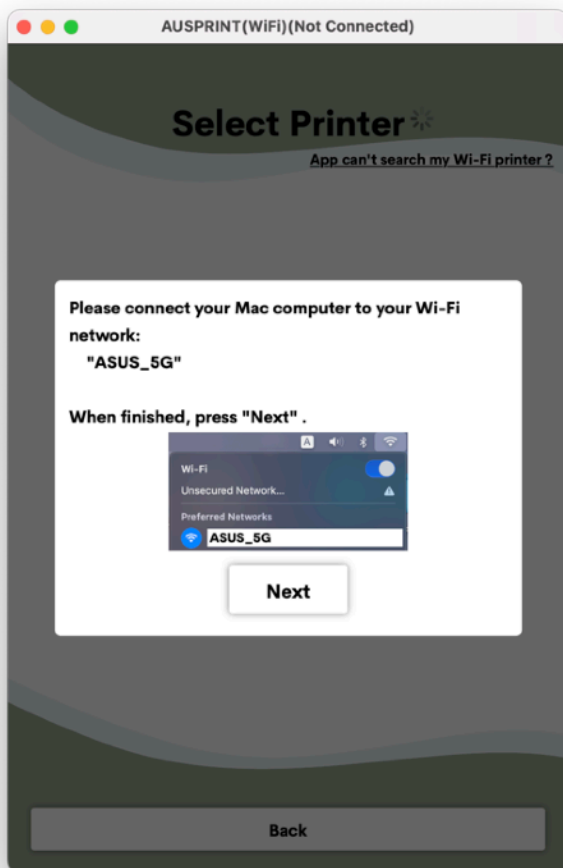 AUSPRINT(WiFi)(Not Connected)
Select Printer
App can't search my Wi-Fi printer ?
Please connect your Mac computer to your Wi-Fi
network:
"ASUS_5G"
When finished, press "Next" .
A
Wi-Fi
Unsecured Network...
Preferred Networks
ASUS_5G
Next
Back